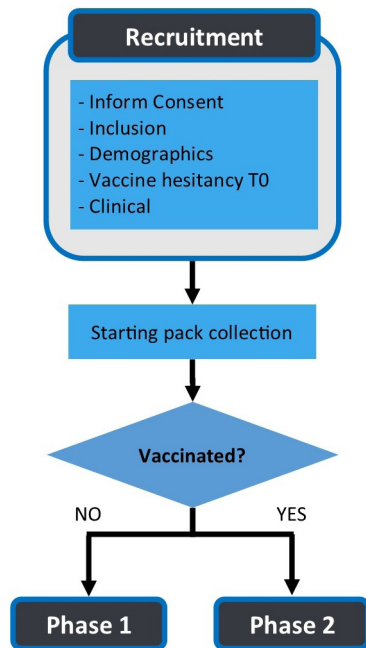 Recruitment
- Inform Consent
- Inclusion
- Demographics
- Vaccine hesitancy T0
- Clinical
Starting pack collection
Vaccinated?
NO
YES
Phase 1
Phase 2